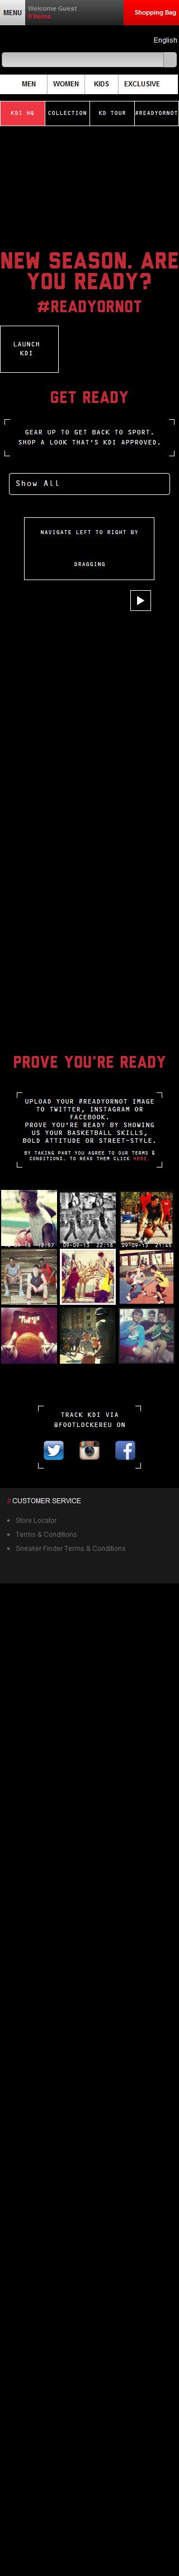 MENU
Welcome Guest
0 items
Shopping Bag
English
MEN WOMEN KIDS EXCLUSIVE
KDI HQ COLLECTION KD TOUR #READYORNOT
NEW SEASON. ARE
YOU READY?
#READYORNOT
LAUNCH
KDI
GET READY
GEAR UP TO GET BACK TO SPORT.
SHOP A LOOK THAT'S KDI APPROVED.
Show All
NAVIGATE LEFT TO RIGHT BY
DRAGGING
PROVE YOU'RE READY
UPLOAD YOUR #READYORNOT IMAGE
TO TWITTER, INSTAGRAM OR
FACEBOOK.
PROVE YOU'RE READY BY SHOWING
US YOUR BASKETBALL SKILLS,
BOLD ATTITUDE OR STREET-STYLE.
BY TAKING PART YOU AGREE TO OUR TERMS &
CONDITIONS. TO READ THEM CLICK HERE.
TRACK KDI VIA
@FOOTLOCKEREU ON
// CUSTOMER SERVICE
Store Locator
Terms & Conditions
Sneaker Finder Terms & Conditions